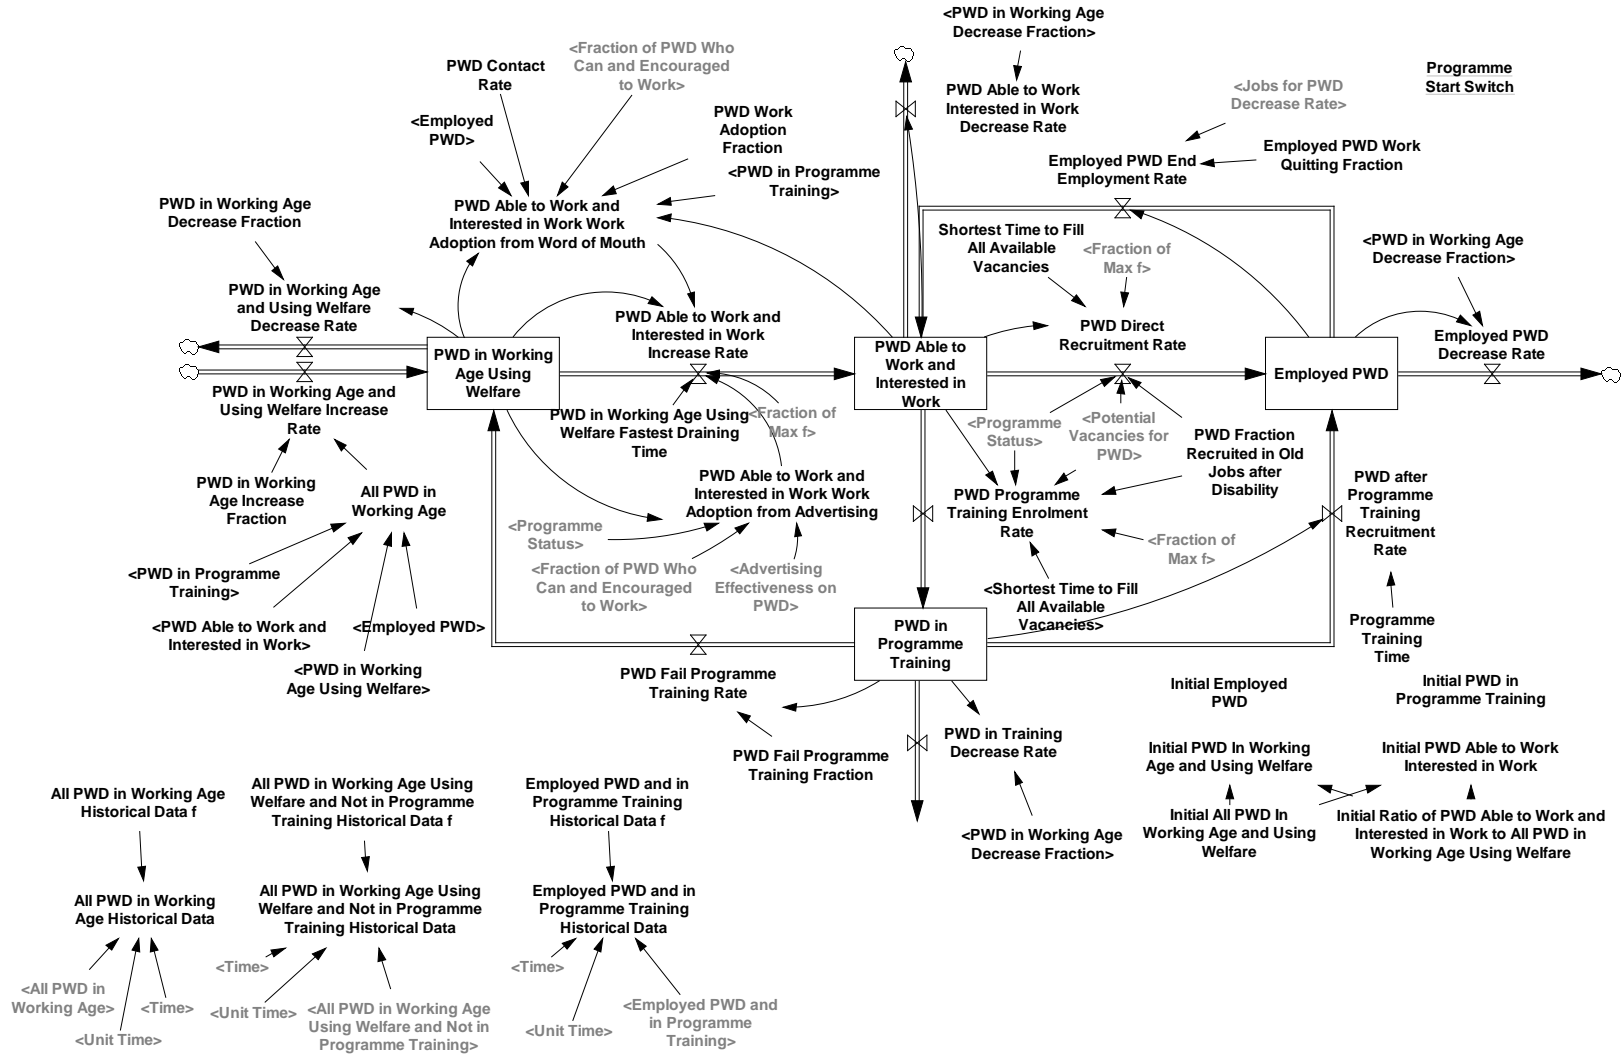 <PWD in Working Age
Decrease Fraction>
<Fraction of PWD Who
Can and Encouraged
to Work>
PWD Contact
Rate
Programme
Start Switch
PWD Able to Work
Interested in Work
Decrease Rate
<Jobs for PWD
Decrease Rate>
<Employed
PWD>
PWD Work
Adoption
Fraction
Employed PWD End
Employment Rate
Employed PWD Work
Quitting Fraction
<PWD in Programme
Training>
PWD in Working Age
Decrease Fraction
PWD Able to Work and
Interested in Work Work
Adoption from Word of Mouth
Shortest Time to Fill
All Available
Vacancies
<Fraction of
Max f>
<PWD in Working Age
Decrease Fraction>
PWD in Working Age
and Using Welfare
Decrease Rate
PWD Able to Work and
Interested in Work
Increase Rate
PWD Direct
Recruitment Rate
Employed PWD
Decrease Rate
PWD in Working
Age Using
Welfare
PWD Able to
Work and
Interested in
Work
Employed PWD
PWD in Working Age and
Using Welfare Increase
Rate
PWD in Working Age Using
Welfare Fastest Draining
Time
<Fraction of
Max f>
<Programme
Status>
<Potential
Vacancies for
PWD>
PWD Fraction
Recruited in Old
Jobs after
Disability
PWD in Working
Age Increase
Fraction
All PWD in
Working Age
PWD Able to Work and
Interested in Work Work
Adoption from Advertising
PWD Programme
Training Enrolment
Rate
PWD after
Programme
Training
Recruitment
Rate
<Programme
Status>
<Fraction of
Max f>
<PWD in Programme
Training>
<Fraction of PWD Who
Can and Encouraged
to Work>
<Advertising
Effectiveness on
PWD>
<Shortest Time to Fill
All Available
Vacancies>
<PWD Able to Work and
Interested in Work>
<Employed PWD>
PWD in
Programme
Training
Programme
Training
Time
<PWD in Working
Age Using Welfare>
PWD Fail Programme
Training Rate
Initial Employed
PWD
Initial PWD in
Programme Training
PWD in Training
Decrease Rate
PWD Fail Programme
Training Fraction
Initial PWD In Working
Age and Using Welfare
Initial PWD Able to Work
Interested in Work
All PWD in Working Age
Historical Data f
All PWD in Working Age Using
Welfare and Not in Programme
Training Historical Data f
Employed PWD and in
Programme Training
Historical Data f
<PWD in Working Age
Decrease Fraction>
Initial All PWD In
Working Age and Using
Welfare
Initial Ratio of PWD Able to Work and
Interested in Work to All PWD in
Working Age Using Welfare
All PWD in Working
Age Historical Data
All PWD in Working Age Using
Welfare and Not in Programme
Training Historical Data
Employed PWD and in
Programme Training
Historical Data
<All PWD in
Working Age>
<Unit Time>
<Time>
<Time>
<Unit Time>
<All PWD in Working Age
Using Welfare and Not in
Programme Training>
<Time>
<Unit Time>
<Employed PWD and
in Programme
Training>